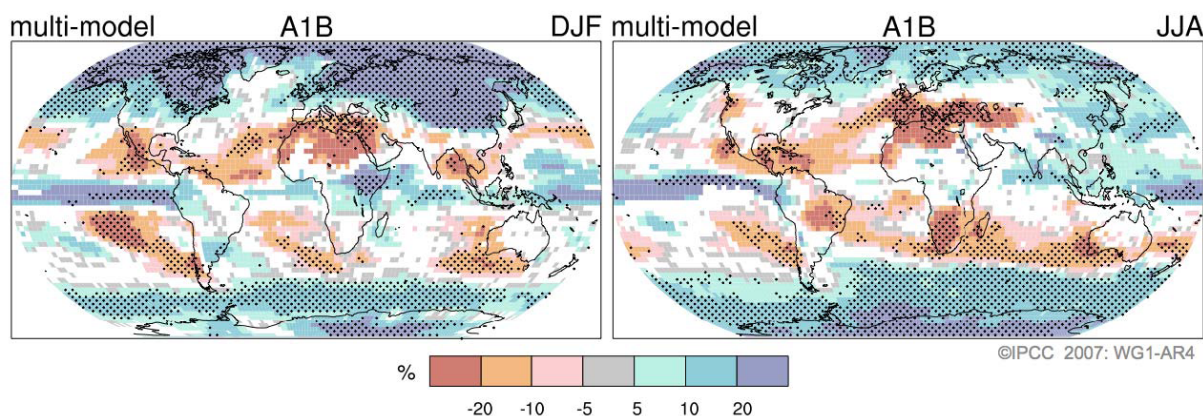 multi-model A1B DJF
multi-model A1B JJA
©IPCC 2007: WG1-AR4
%
-20 -10 -5 5 10 20